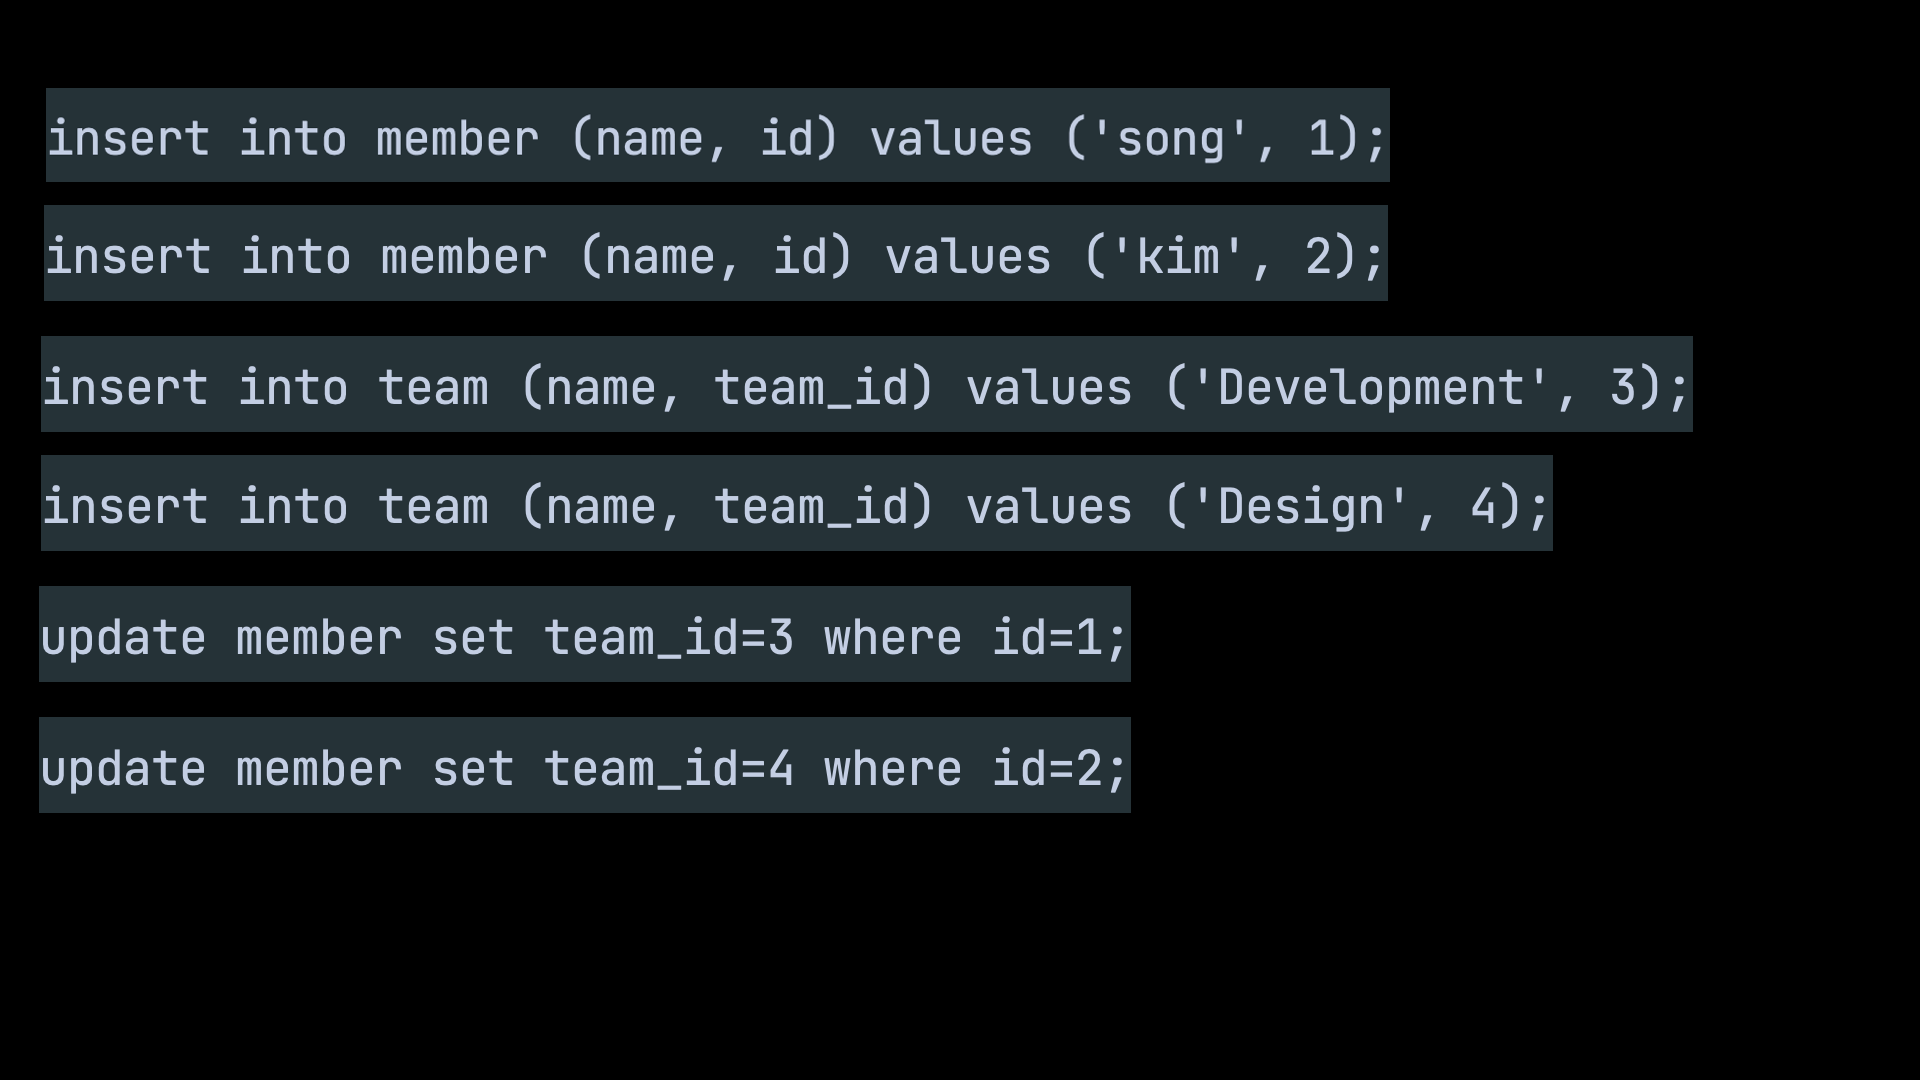 insert into member (name, id) values ('song', 1);
insert into member (name, id) values ('kim', 2);
insert into team (name, team_id) values ('Development', 3);
insert into team (name, team_id) values ('Design', 4);
update member set team_id=3 where id=1;
update member set team_id=4 where id=2;